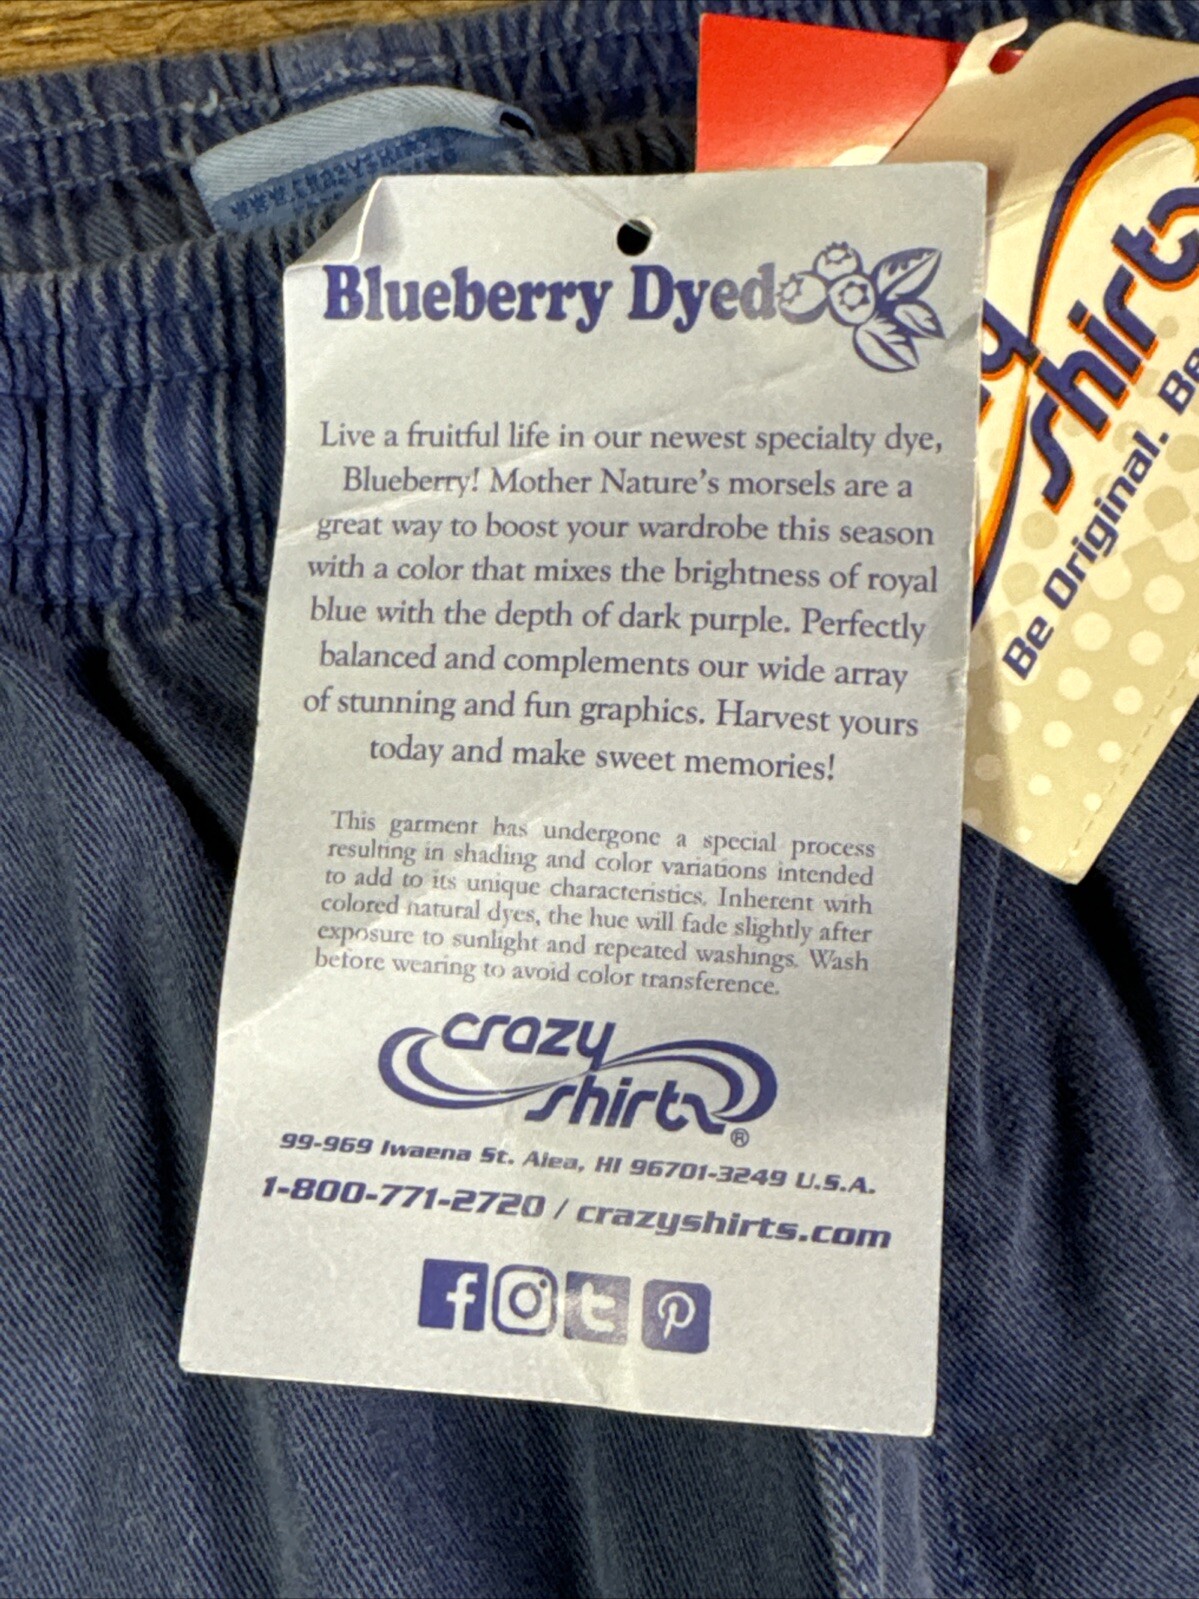 Blueberry Dyed
Live a fruitful life in our newest specialty dye,
Blueberry! Mother Nature's morsels are a
great way to boost your wardrobe this season
with a color that mixes the brightness of royal
blue with the depth of dark purple. Perfectly
balanced and complements our wide array
of stunning and fun graphics. Harvest yours
today and make sweet memories!
This garment has undergone a special process
resulting in shading and color variations intended
to add to its unique characteristics. Inherent with
colored natural dyes, the hue will fade slightly after
exposure to sunlight and repeated washings. Wash
before wearing to avoid color transference.
crazy
shirts®
99-969 Iwaena St. Aiea, HI 96701-3249 U.S.A.
1-800-771-2720 / crazyshirts.com
shirts
Be Original. Be